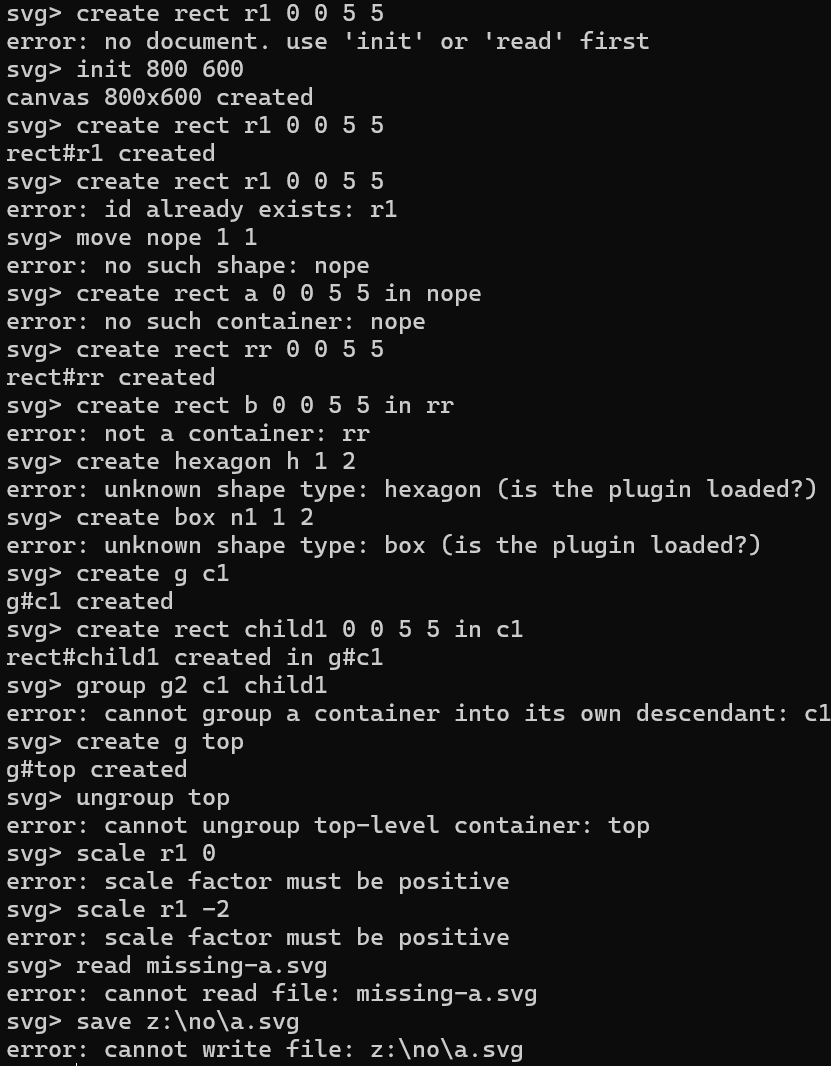 svg> create rect r1 0 0 5 5
error: no document. use 'init' or 'read' first
svg> init 800 600
canvas 800x600 created
svg> create rect r1 0 0 5 5
rect#r1 created
svg> create rect r1 0 0 5 5
error: id already exists: r1
svg> move nope 1 1
error: no such shape: nope
svg> create rect a 0 0 5 5 in nope
error: no such container: nope
svg> create rect rr 0 0 5 5
rect#rr created
svg> create rect b 0 0 5 5 in rr
error: not a container: rr
svg> create hexagon h 1 2
error: unknown shape type: hexagon (is the plugin loaded?)
svg> create box n1 1 2
error: unknown shape type: box (is the plugin loaded?)
svg> create g c1
g#c1 created
svg> create rect child1 0 0 5 5 in c1
rect#child1 created in g#c1
svg> group g2 c1 child1
error: cannot group a container into its own descendant: c1
svg> create g top
g#top created
svg> ungroup top
error: cannot ungroup top-level container: top
svg> scale r1 0
error: scale factor must be positive
svg> scale r1 -2
error: scale factor must be positive
svg> read missing-a.svg
error: cannot read file: missing-a.svg
svg> save z:\no\a.svg
error: cannot write file: z:\no\a.svg